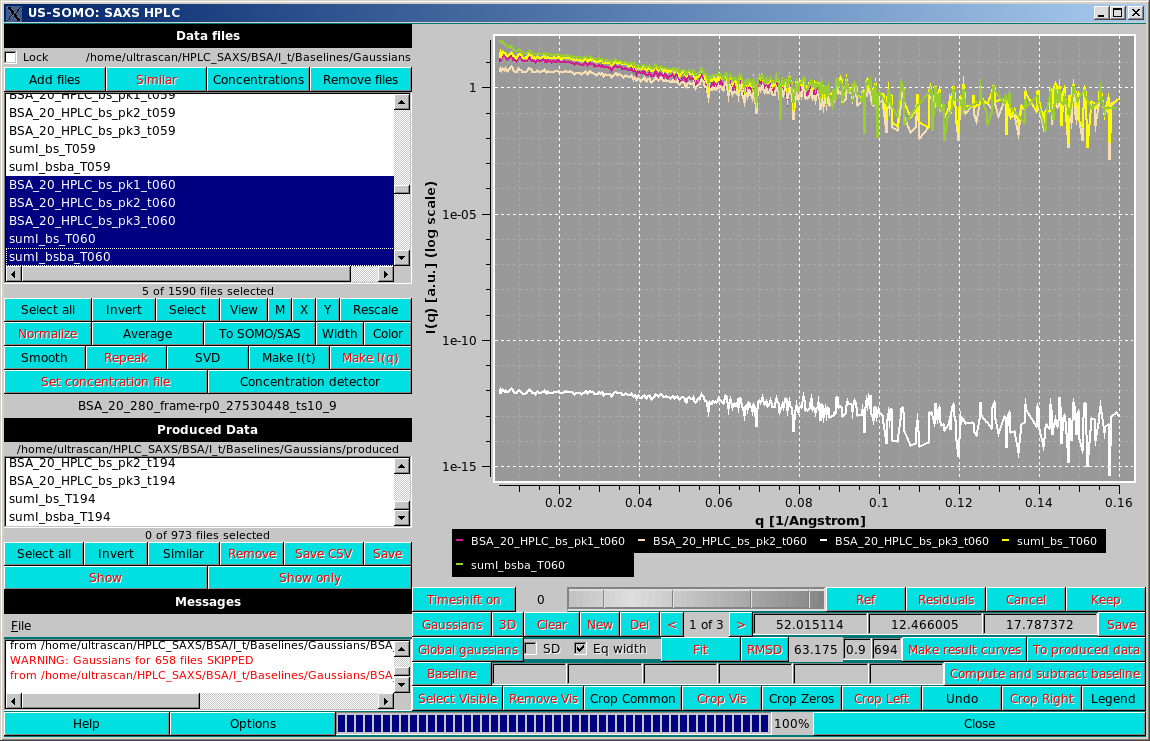 US-SOMO: SAXS HPLC
Data files
Lock /home/ultrascan/HPLC_SAXS/BSA/I_t/Baselines/Gaussians
Add files Similar Concentrations Remove files
BSA_20_HPLC_bs_pk1_t059
BSA_20_HPLC_bs_pk2_t059
BSA_20_HPLC_bs_pk3_t059
sumI_bs_T059
sumI_bsba_T059
BSA_20_HPLC_bs_pk1_t060
BSA_20_HPLC_bs_pk2_t060
BSA_20_HPLC_bs_pk3_t060
sumI_bs_T060
sumI_bsba_T060
5 of 1590 files selected
Select all Invert Select View M X Y Rescale
Normalize Average To SOMO/SAS Width Color
Smooth Repeak SVD Make I(t) Make I(q)
Set concentration file Concentration detector
BSA_20_280_frame-rp0_27530448_ts10_9
Produced Data
/home/ultrascan/HPLC_SAXS/BSA/I_t/Baselines/Gaussians/produced
BSA_20_HPLC_bs_pk2_t194
BSA_20_HPLC_bs_pk3_t194
sumI_bs_T194
sumI_bsba_T194
0 of 973 files selected
Select all Invert Similar Remove Save CSV Save
Show Show only
Messages
File
from /home/ultrascan/HPLC_SAXS/BSA/I_t/Baselines/Gaussians/BSA_
WARNING: Gaussians for 658 files SKIPPED
from /home/ultrascan/HPLC_SAXS/BSA/I_t/Baselines/Gaussians/BSA_
I(q) [a.u.] (log scale)
1
1e-05
1e-10
1e-15
0.02 0.04 0.06 0.08 0.1 0.12 0.14 0.16
q [1/Angstrom]
BSA_20_HPLC_bs_pk1_t060 BSA_20_HPLC_bs_pk2_t060 BSA_20_HPLC_bs_pk3_t060 sumI_bs_T060
sumI_bsba_T060
Timeshift on 0 Ref Residuals Cancel Keep
Gaussians 3D Clear New Del < 1 of 3 > 52.015114 12.466005 17.787372 Save
Global gaussians SD Eq width Fit RMSD 63.175 0.9 694 Make result curves To produced data
Baseline Compute and subtract baseline
Select Visible Remove Vis Crop Common Crop Vis Crop Zeros Crop Left Undo Crop Right Legend
Help Options 100% Close